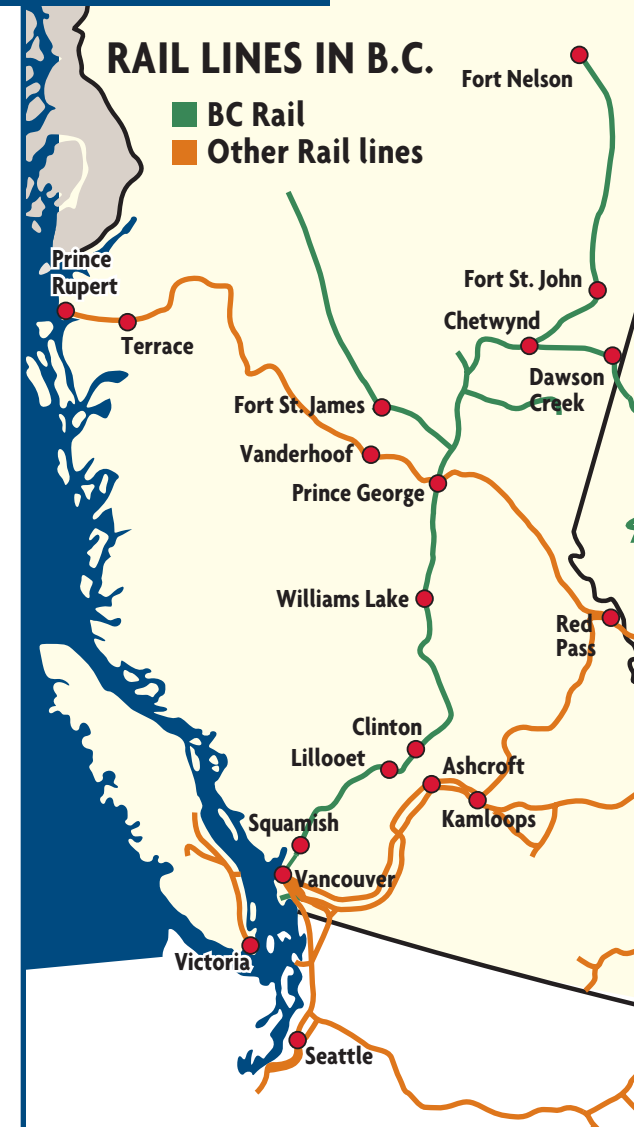 RAIL LINES IN B.C.
BC Rail
Other Rail lines
Fort Nelson
Prince
Rupert
Terrace
Fort St. John
Chetwynd
Dawson
Creek
Fort St. James
Vanderhoof
Prince George
Williams Lake
Red
Pass
Clinton
Lillooet
Ashcroft
Kamloops
Squamish
Vancouver
Victoria
Seattle